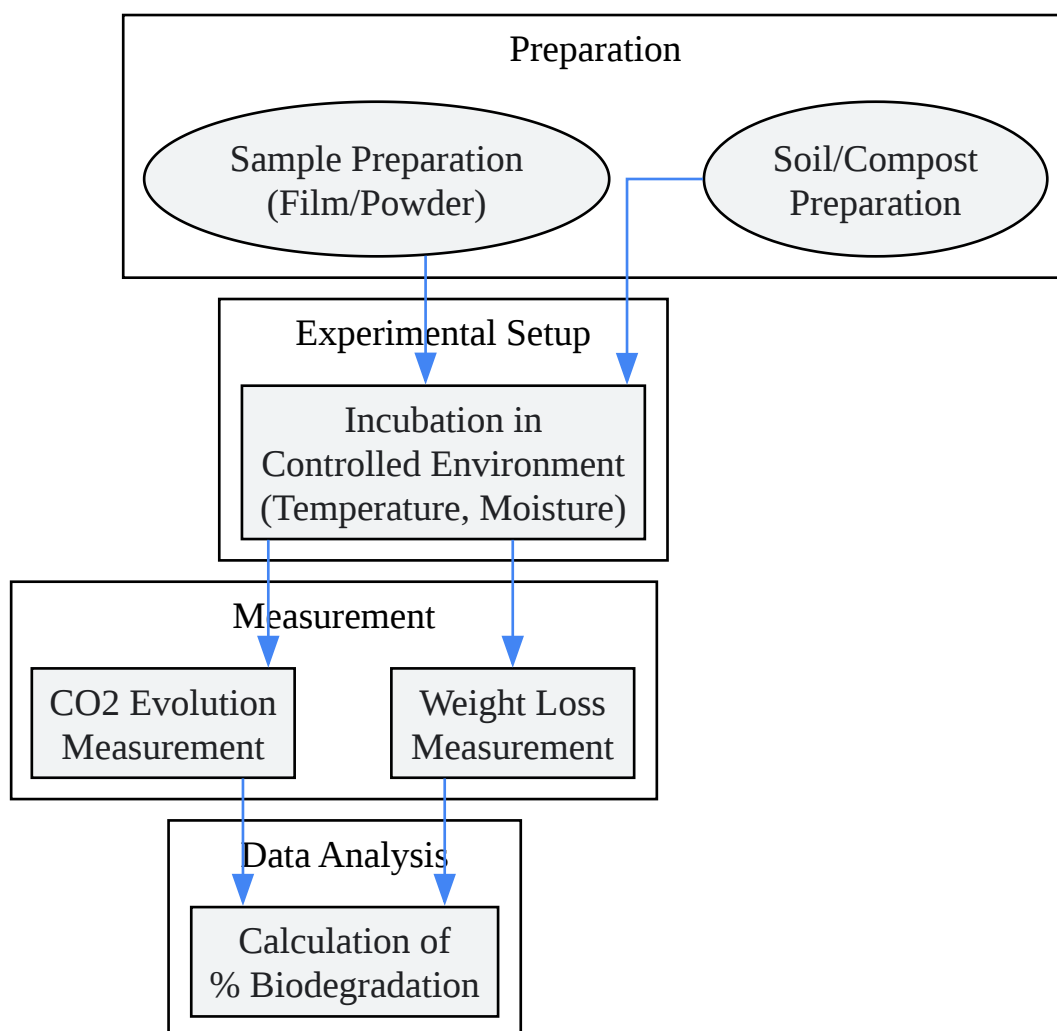 Preparation
Sample Preparation
(Film/Powder)
Soil/Compost
Preparation
Experimental Setup
Incubation in
Controlled Environment
(Temperature, Moisture)
Measurement
CO2 Evolution
Measurement
Weight Loss
Measurement
Data Analysis
Calculation of
% Biodegradation